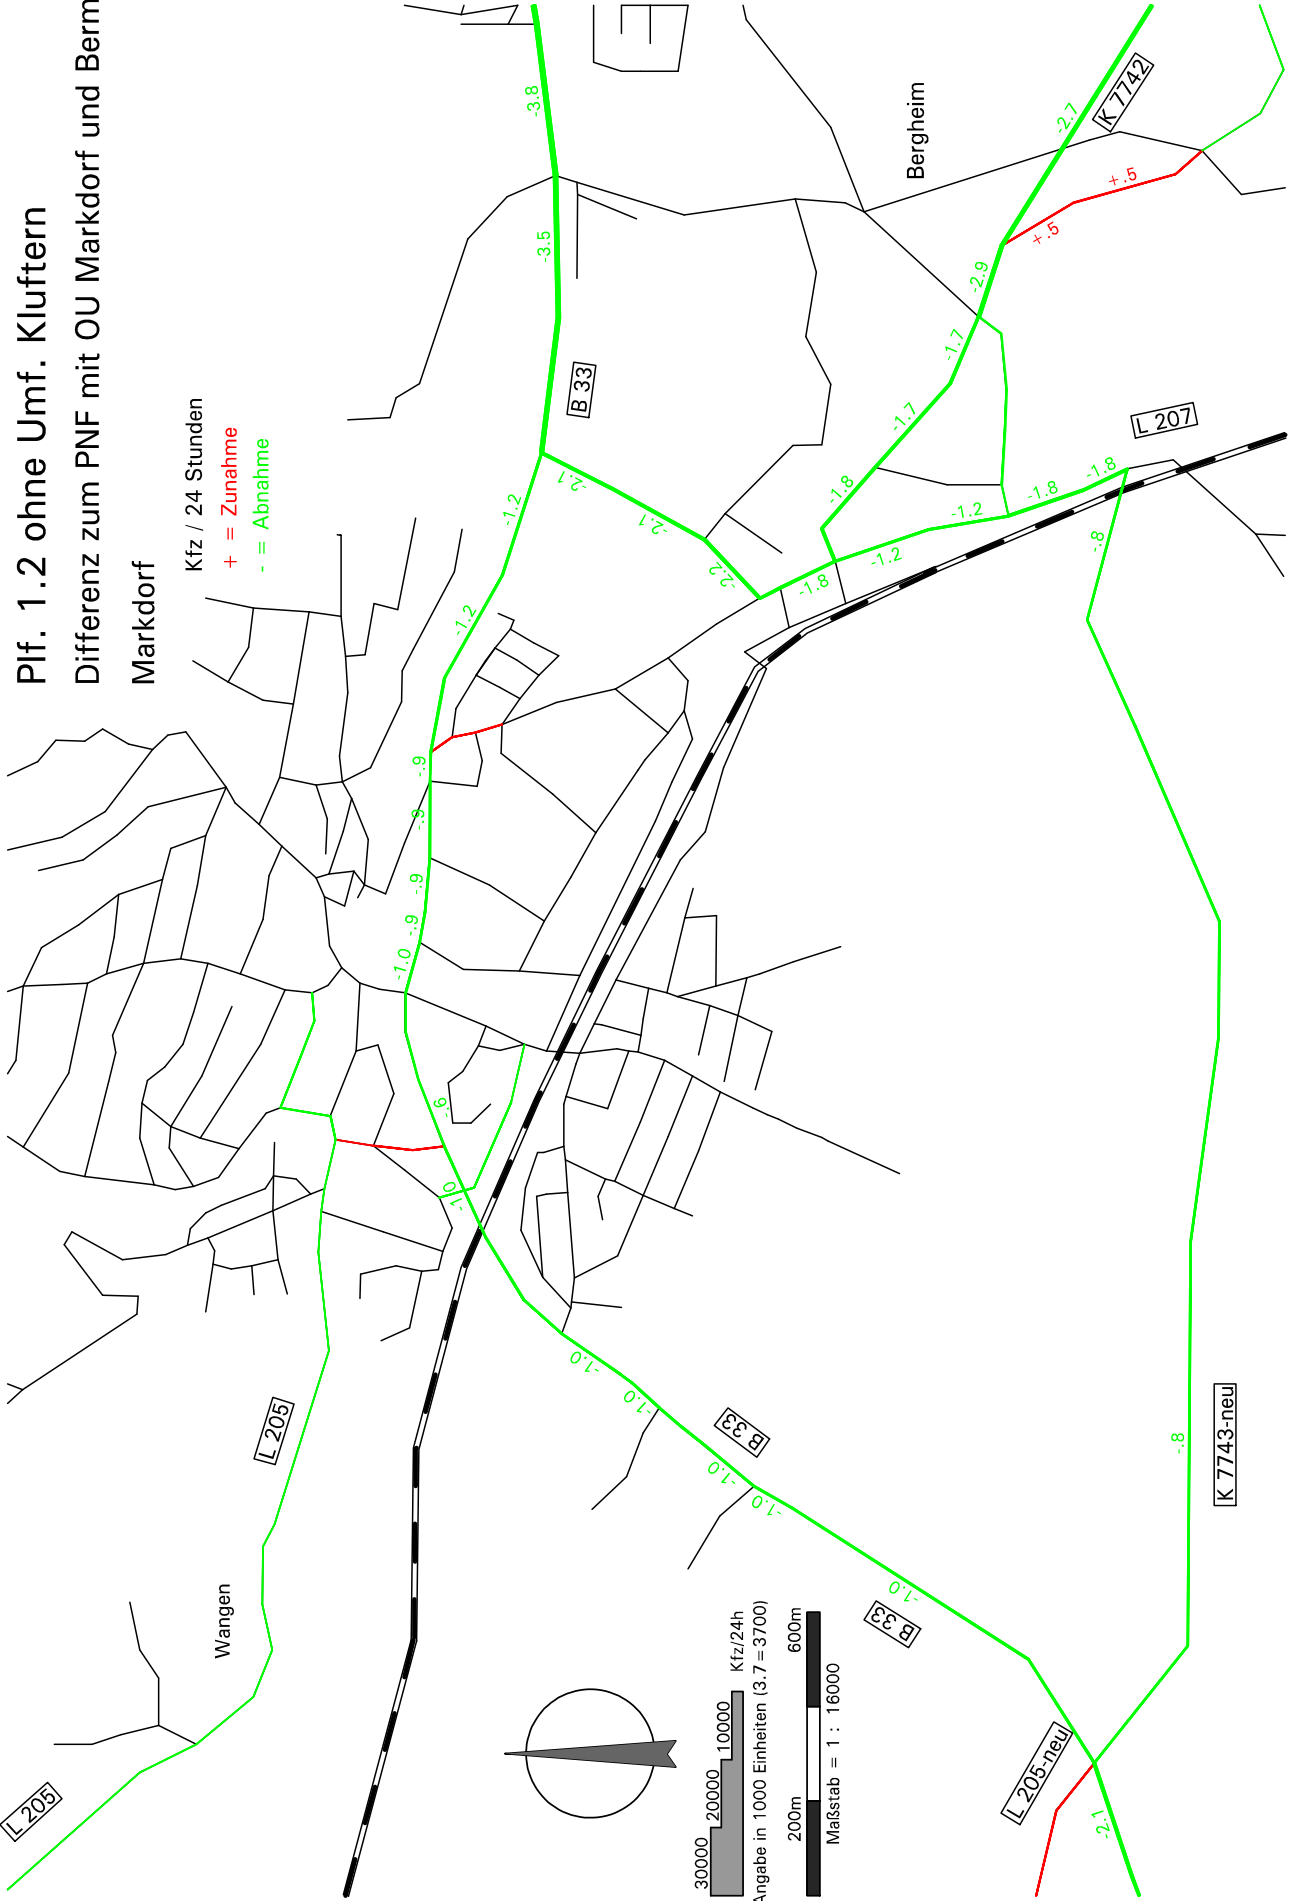 Plf. 1.2 ohne Umf. Kluftern
Differenz zum PNF mit OU Markdorf und Berm
Markdorf
Kfz / 24 Stunden
+ = Zunahme
- = Abnahme
-3.8
-3.5
B 33
-2.1
-2.1
-2.2
-1.2
-1.2
-.9
-.9
-.9
-.9
-1.0
-.6
-1.0
Bergheim
K 7742
-2.7
+.5
+.5
-2.9
-1.7
-1.7
-1.8
-1.8
-1.2
-1.2
-1.8
-1.8
L 207
-.8
L 205
Wangen
L 205
-1.0
-1.0
B 33
-1.0
-1.0
-1.0
B 33
-.8
K 7743-neu
L 205-neu
-2.1
30000
20000
10000
Kfz/24h
Angabe in 1000 Einheiten (3.7 = 3700)
200m
600m
Maßstab = 1 : 16000